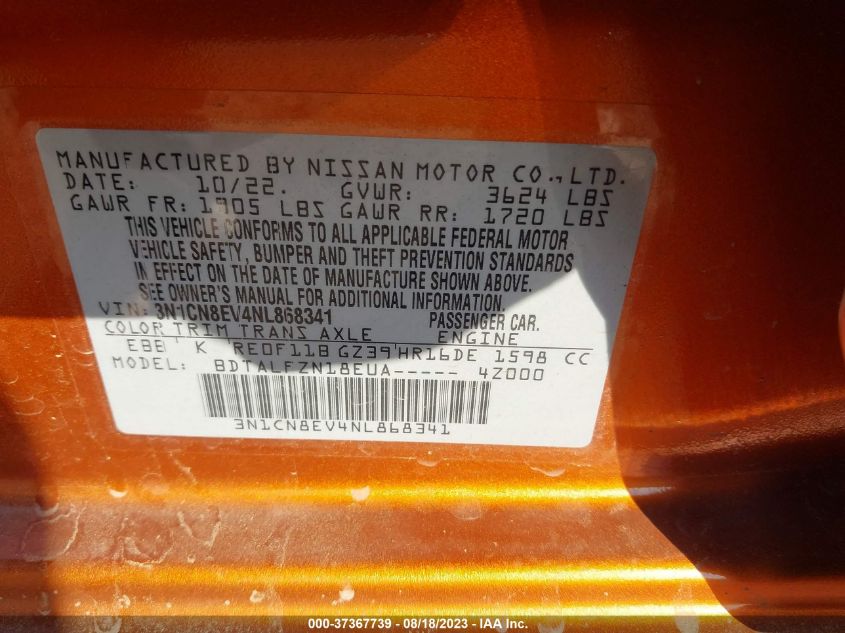 MANUFACTURED BY NISSAN MOTOR CO., LTD.
DATE: 10/22. GVWR: 3624 LBS
GAWR FR: 1905 LBS GAWR RR: 1720 LBS
THIS VEHICLE CONFORMS TO ALL APPLICABLE FEDERAL MOTOR
VEHICLE SAFETY, BUMPER AND THEFT PREVENTION STANDARDS
IN EFFECT ON THE DATE OF MANUFACTURE SHOWN ABOVE.
SEE OWNER'S MANUAL FOR ADDITIONAL INFORMATION
VIN: 3N1CN8EV4NL868341 PASSENGER CAR.
COLOR TRIM TRANS AXLE ENGINE
EBB ' K 'RE0F11B GZ39'HR16DE 1598 CC
MODEL: BDTALFZN18EUA----- 4Z000
3N1CN8EV4NL868341
000-37367739 - 08/18/2023 - IAA Inc.